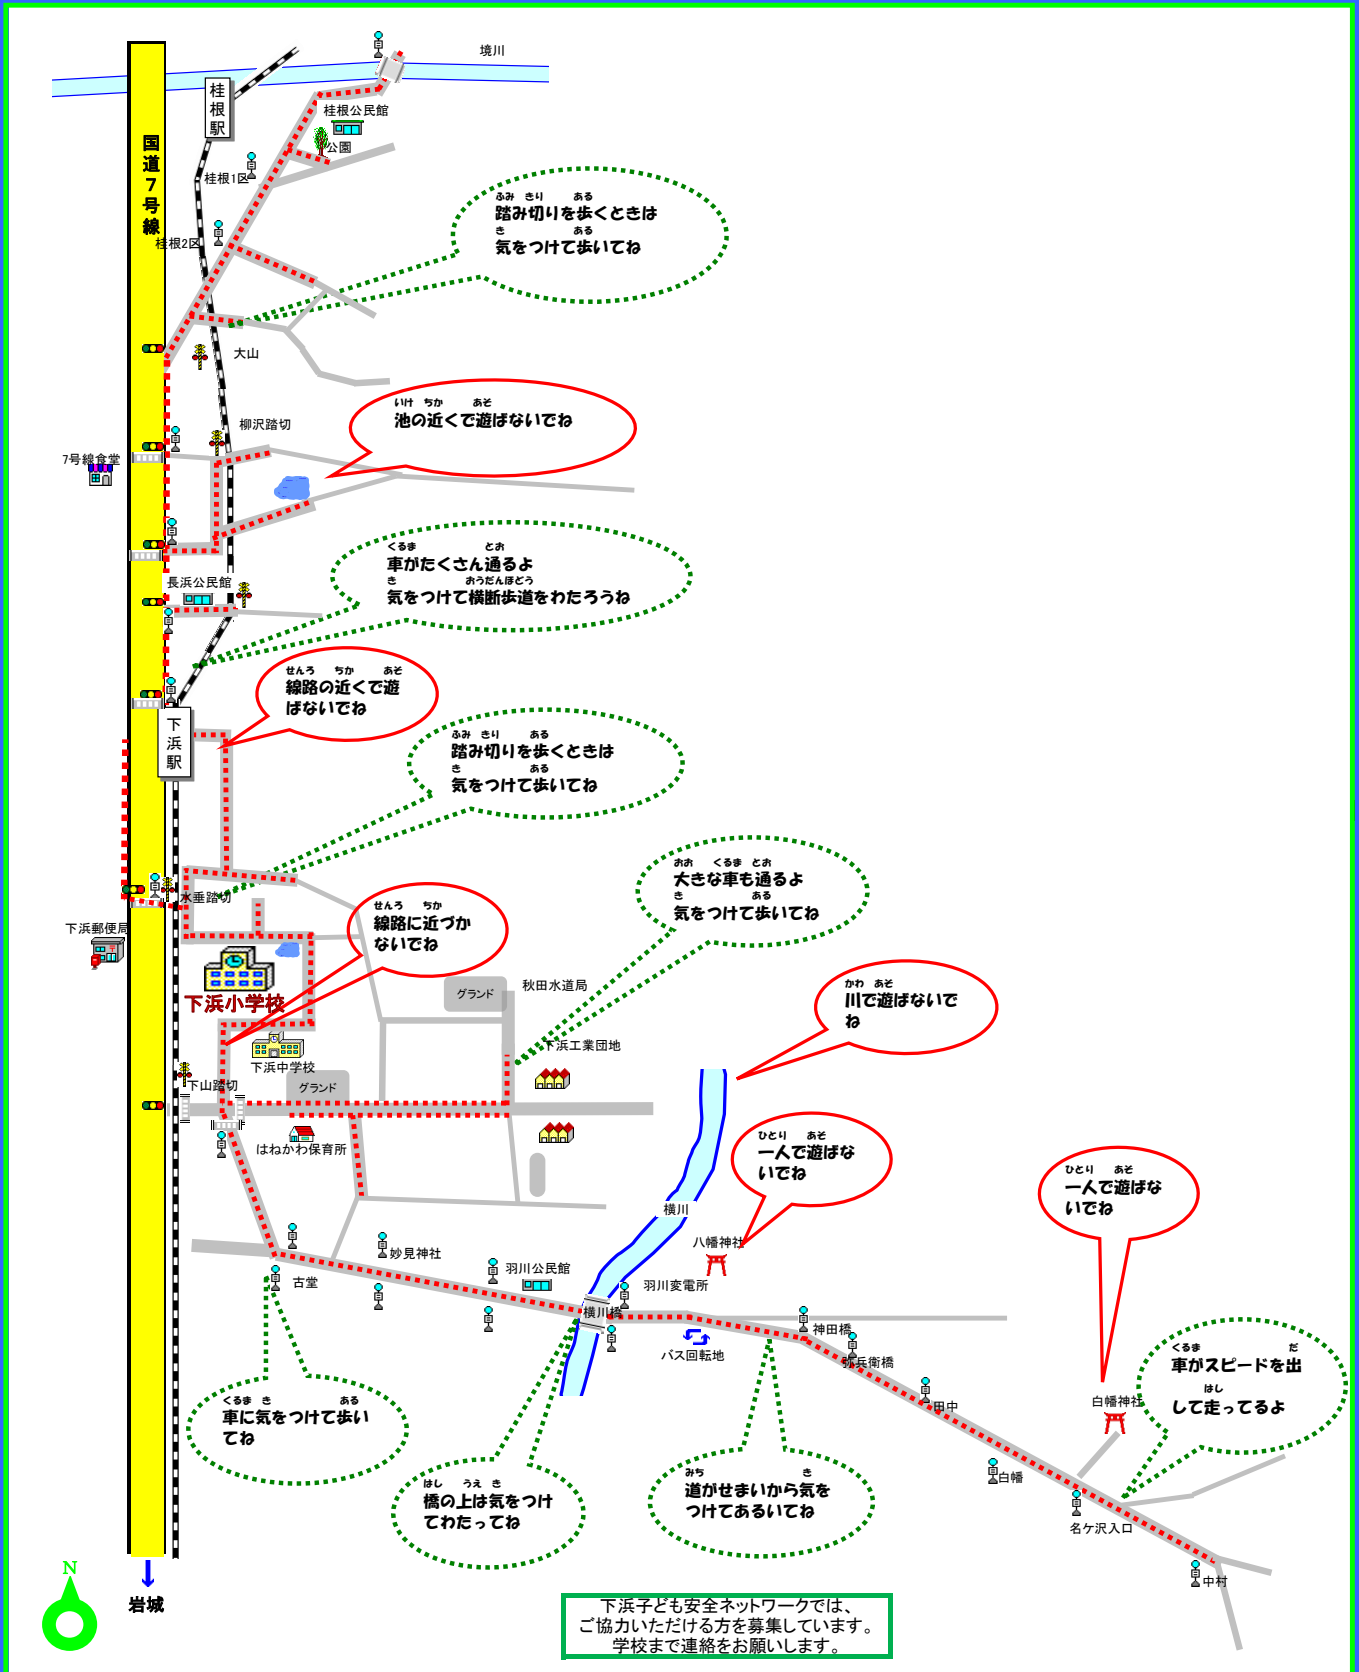 境川
桂根駅
桂根公民館
国道7号線
公園
桂根1区
ふみ きり ある
踏み切りを歩くときは
き ある
気をつけて歩いてね
桂根2区
大山
いけ ちか あそ
池の近くで遊ばないでね
柳沢踏切
7号線食堂
くるま とお
車がたくさん通るよ
き おうだんほどう
気をつけて横断歩道をわたろうね
長浜公民館
せんろ ちか あそ
線路の近くで遊
ばないでね
下浜駅
ふみ きり ある
踏み切りを歩くときは
き ある
気をつけて歩いてね
おお くるま とお
大きな車も通るよ
き ある
気をつけて歩いてね
水垂踏切
せんろ ちか
線路に近づか
ないでね
下浜郵便局
下浜小学校
グランド
秋田水道局
かわ あそ
川で遊ばないで
ね
下浜工業団地
下浜中学校
下山踏切
グランド
はねかわ保育所
ひとり あそ
一人で遊ばな
いでね
ひとり あそ
一人で遊ばな
いでね
横川
八幡神社
妙見神社
羽川公民館
古堂
羽川変電所
横川橋
神田橋
バス回転地
弥兵衛橋
くるま だ
車がスピードを出
はし
して走ってるよ
田中
白幡神社
くるま き ある
車に気をつけて歩い
てね
はし うえ き
橋の上は気をつけ
てわたってね
みち き
道がせまいから気を
つけてあるいてね
白幡
名ケ沢入口
中村
N
岩城
下浜子ども安全ネットワークでは、
ご協力いただける方を募集しています。
学校まで連絡をお願いします。